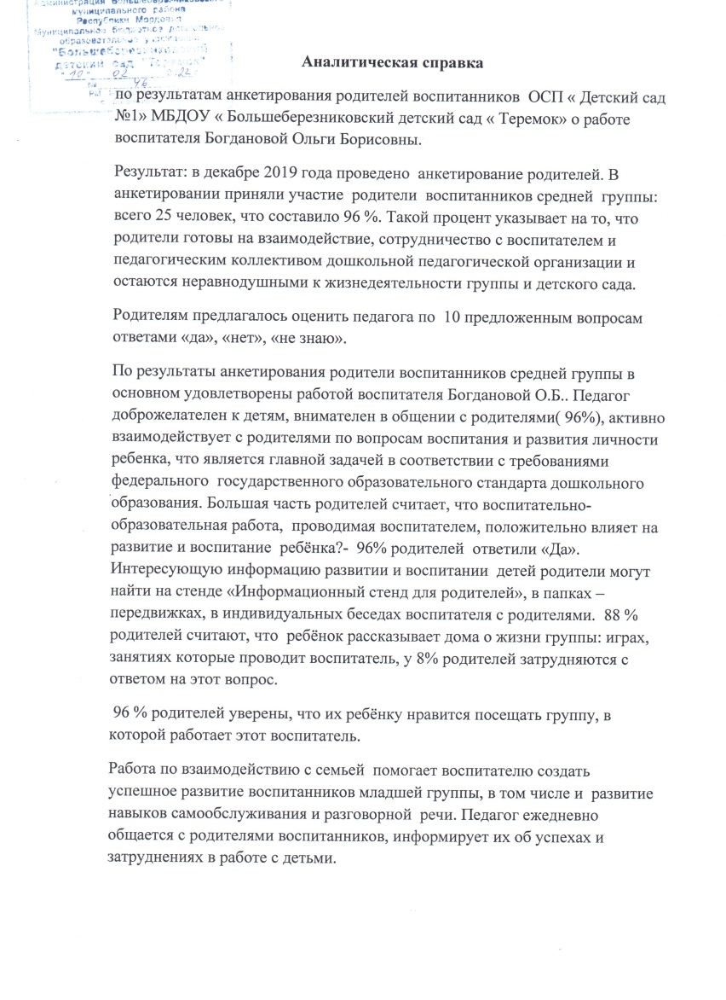 Администрация Большеберезниковского
муниципального района
Республики Мордовия
Муниципальное бюджетное дошкольное
образовательное учреждение
"Большеберезниковский
детский сад "Теремок"
"10" 02 22
№ 46
Аналитическая справка
по результатам анкетирования родителей воспитанников ОСП « Детский сад
№1» МБДОУ « Большеберезниковский детский сад « Теремок» о работе
воспитателя Богдановой Ольги Борисовны.
Результат: в декабре 2019 года проведено анкетирование родителей. В
анкетировании приняли участие родители воспитанников средней группы:
всего 25 человек, что составило 96 %. Такой процент указывает на то, что
родители готовы на взаимодействие, сотрудничество с воспитателем и
педагогическим коллективом дошкольной педагогической организации и
остаются неравнодушными к жизнедеятельности группы и детского сада.
Родителям предлагалось оценить педагога по 10 предложенным вопросам
ответами «да», «нет», «не знаю».
По результаты анкетирования родители воспитанников средней группы в
основном удовлетворены работой воспитателя Богдановой О.Б.. Педагог
доброжелателен к детям, внимателен в общении с родителями( 96%), активно
взаимодействует с родителями по вопросам воспитания и развития личности
ребенка, что является главной задачей в соответствии с требованиями
федерального государственного образовательного стандарта дошкольного
образования. Большая часть родителей считает, что воспитательно-
образовательная работа, проводимая воспитателем, положительно влияет на
развитие и воспитание ребёнка?- 96% родителей ответили «Да».
Интересующую информацию развитии и воспитании детей родители могут
найти на стенде «Информационный стенд для родителей», в папках –
передвижках, в индивидуальных беседах воспитателя с родителями. 88 %
родителей считают, что ребёнок рассказывает дома о жизни группы: играх,
занятиях которые проводит воспитатель, у 8% родителей затрудняются с
ответом на этот вопрос.
96 % родителей уверены, что их ребёнку нравится посещать группу, в
которой работает этот воспитатель.
Работа по взаимодействию с семьей помогает воспитателю создать
успешное развитие воспитанников младшей группы, в том числе и развитие
навыков самообслуживания и разговорной речи. Педагог ежедневно
общается с родителями воспитанников, информирует их об успехах и
затруднениях в работе с детьми.